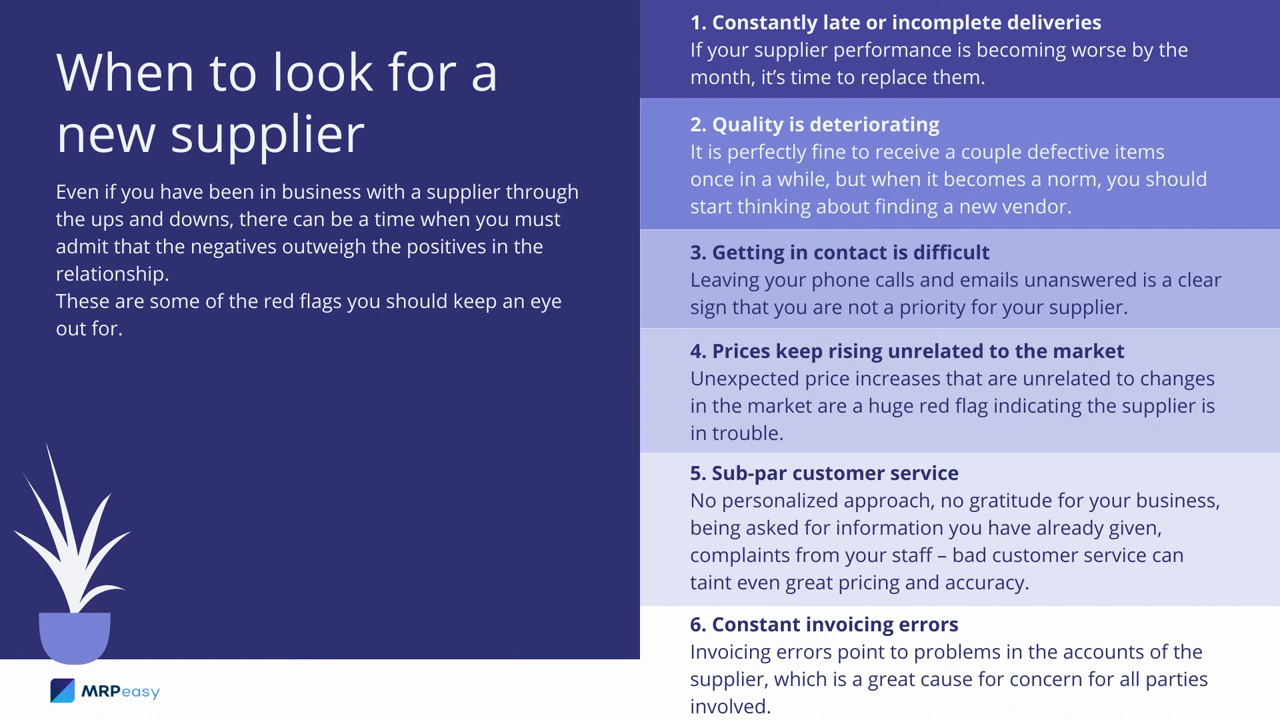 When to look for a
new supplier
Even if you have been in business with a supplier through
the ups and downs, there can be a time when you must
admit that the negatives outweigh the positives in the
relationship.
These are some of the red flags you should keep an eye
out for.
MRPeasy
1. Constantly late or incomplete deliveries
If your supplier performance is becoming worse by the
month, it’s time to replace them.
2. Quality is deteriorating
It is perfectly fine to receive a couple defective items
once in a while, but when it becomes a norm, you should
start thinking about finding a new vendor.
3. Getting in contact is difficult
Leaving your phone calls and emails unanswered is a clear
sign that you are not a priority for your supplier.
4. Prices keep rising unrelated to the market
Unexpected price increases that are unrelated to changes
in the market are a huge red flag indicating the supplier is
in trouble.
5. Sub-par customer service
No personalized approach, no gratitude for your business,
being asked for information you have already given,
complaints from your staff – bad customer service can
taint even great pricing and accuracy.
6. Constant invoicing errors
Invoicing errors point to problems in the accounts of the
supplier, which is a great cause for concern for all parties
involved.